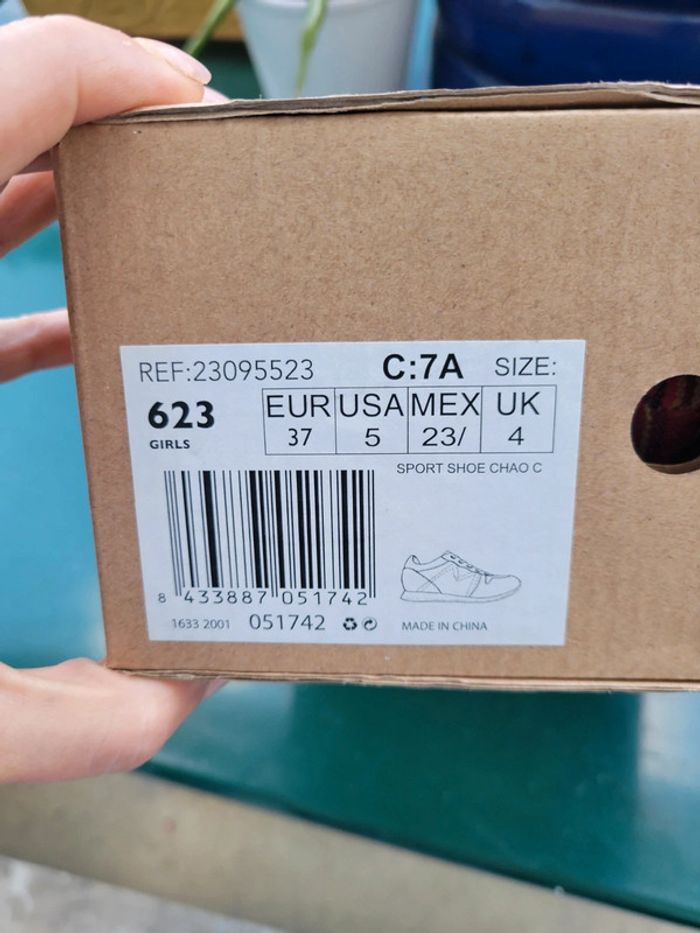 REF:23095523 C:7A SIZE:
623 EUR USA MEX UK
GIRLS 37 5 23/ 4
SPORT SHOE CHAO C
8 433887 051742
1633 2001 051742 MADE IN CHINA